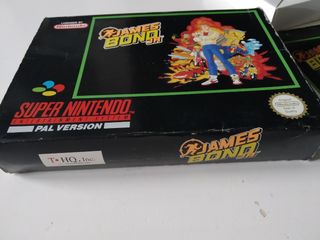 LICENSED BY
Nintendo
JAMES
BOND JR
SUPER NINTENDO
ENTERTAINMENT SYSTEM
PAL VERSION
T•HQ, Inc.
JAMES
BOND JR